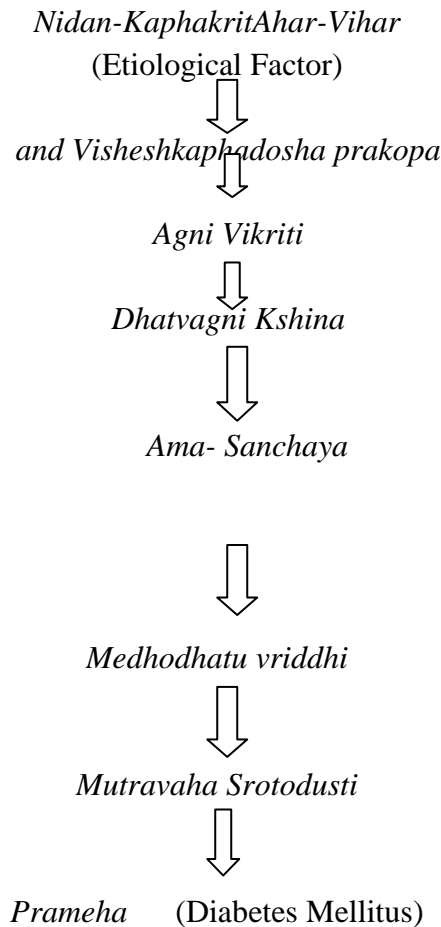 Nidan-KaphakritAhar-Vihar
(Etiological Factor)
and Visheshkaphadosha prakopa
Agni Vikriti
Dhatvagni Kshina
Ama- Sanchaya
Medhodhatu vriddhi
Mutravaha Srotodusti
Prameha (Diabetes Mellitus)